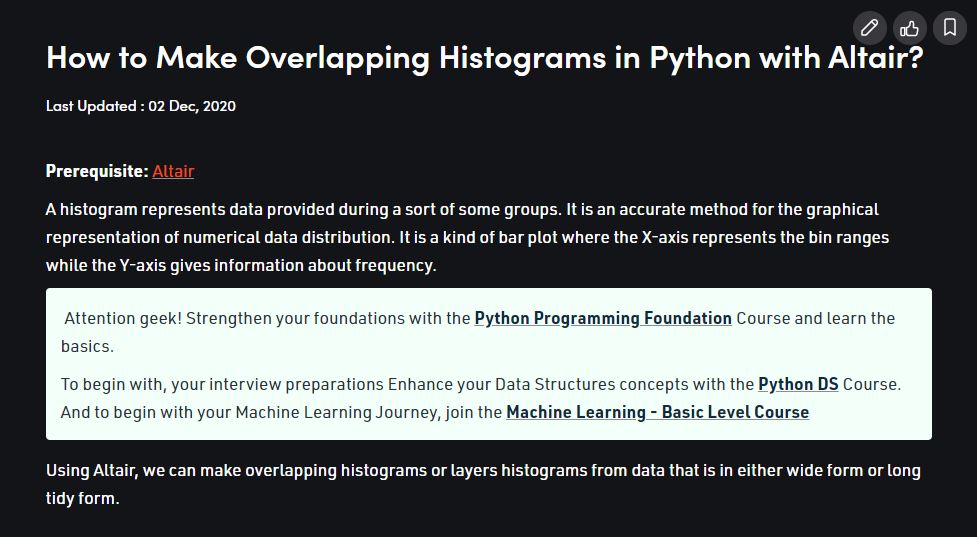 How to Make Overlapping Histograms in Python with Altair?
Last Updated : 02 Dec, 2020
Prerequisite: Altair
A histogram represents data provided during a sort of some groups. It is an accurate method for the graphical
representation of numerical data distribution. It is a kind of bar plot where the X-axis represents the bin ranges
while the Y-axis gives information about frequency.
Attention geek! Strengthen your foundations with the Python Programming Foundation Course and learn the
basics.
To begin with, your interview preparations Enhance your Data Structures concepts with the Python DS Course.
And to begin with your Machine Learning Journey, join the Machine Learning - Basic Level Course
Using Altair, we can make overlapping histograms or layers histograms from data that is in either wide form or long
tidy form.